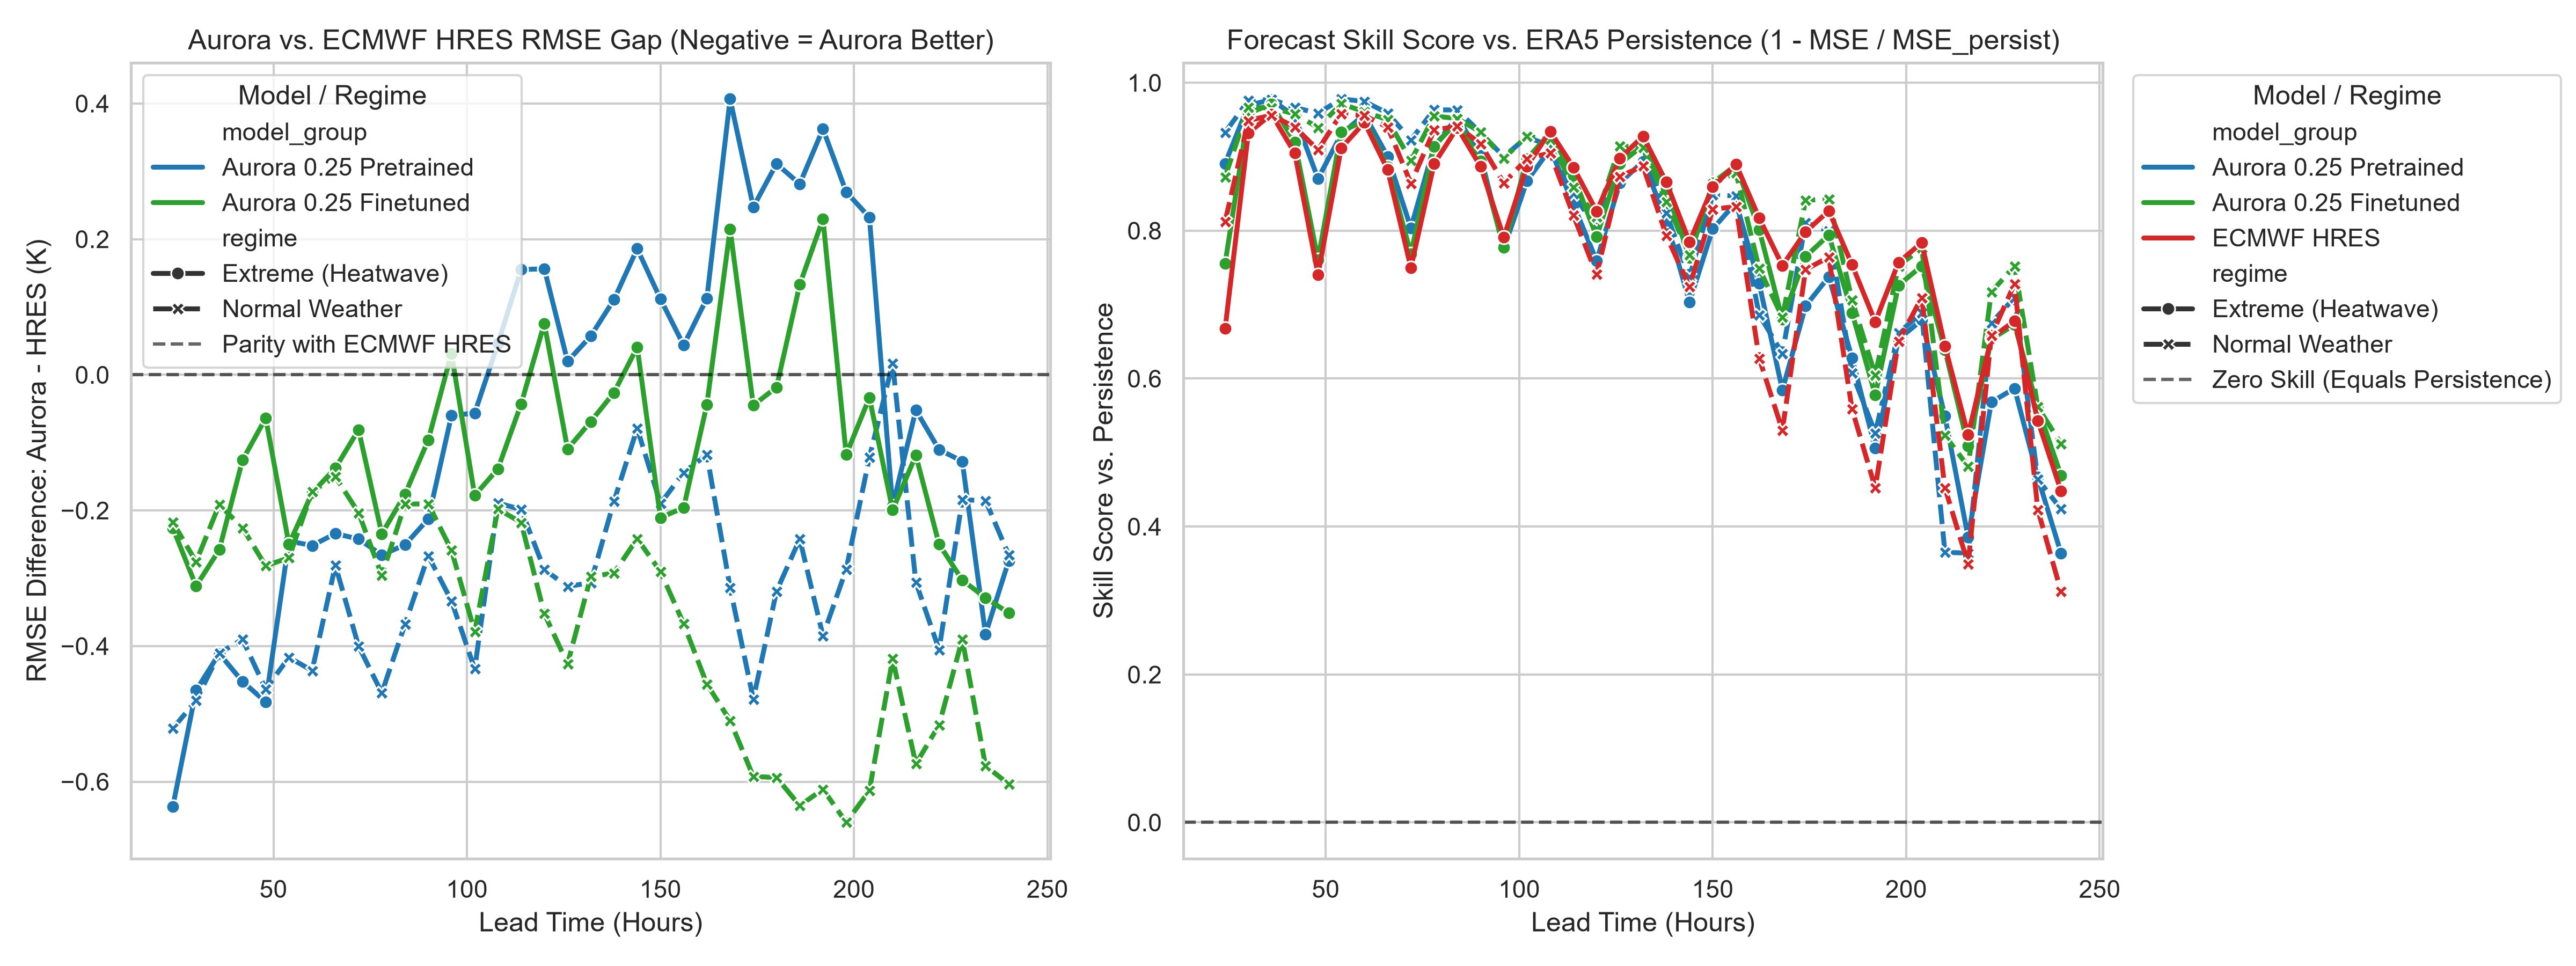 Aurora vs. ECMWF HRES RMSE Gap (Negative = Aurora Better)
Model / Regime
model_group
Aurora 0.25 Pretrained
Aurora 0.25 Finetuned
regime
Extreme (Heatwave)
Normal Weather
Parity with ECMWF HRES
RMSE Difference: Aurora - HRES (K)
0.4
0.2
0.0
−0.2
−0.4
−0.6
50
100
150
200
250
Lead Time (Hours)
Forecast Skill Score vs. ERA5 Persistence (1 - MSE / MSE_persist)
Skill Score vs. Persistence
1.0
0.8
0.6
0.4
0.2
0.0
50
100
150
200
250
Lead Time (Hours)
Model / Regime
model_group
Aurora 0.25 Pretrained
Aurora 0.25 Finetuned
ECMWF HRES
regime
Extreme (Heatwave)
Normal Weather
Zero Skill (Equals Persistence)